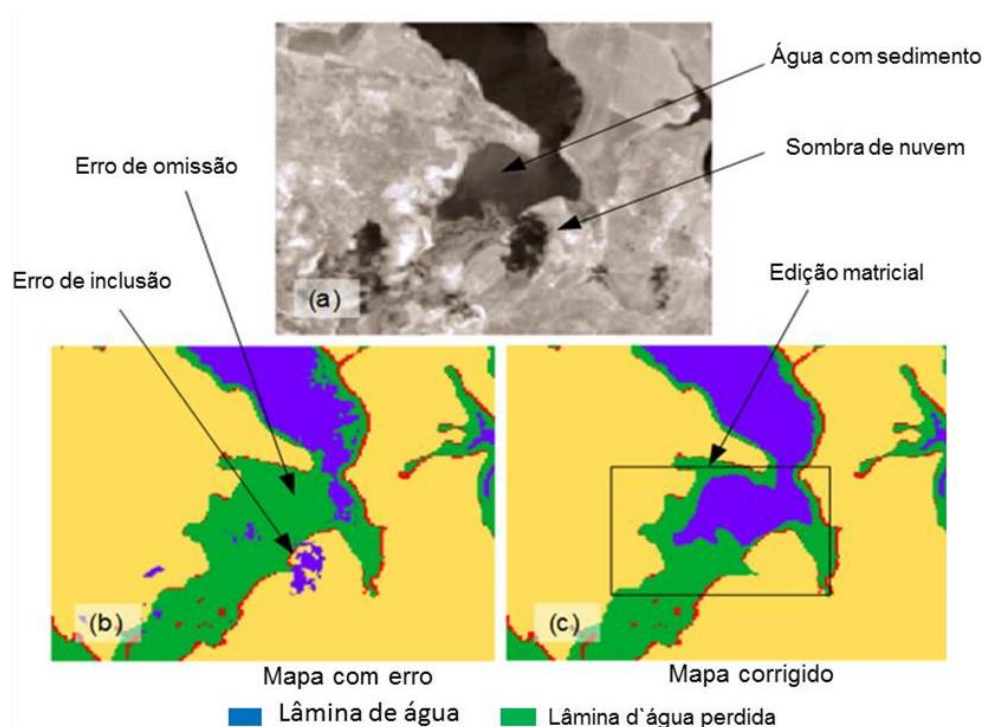 Água com sedimento
Sombra de nuvem
Erro de omissão
Erro de inclusão
Edição matricial
(a)
(b)
(c)
Mapa com erro
Mapa corrigido
Lâmina de água
Lâmina d`água perdida